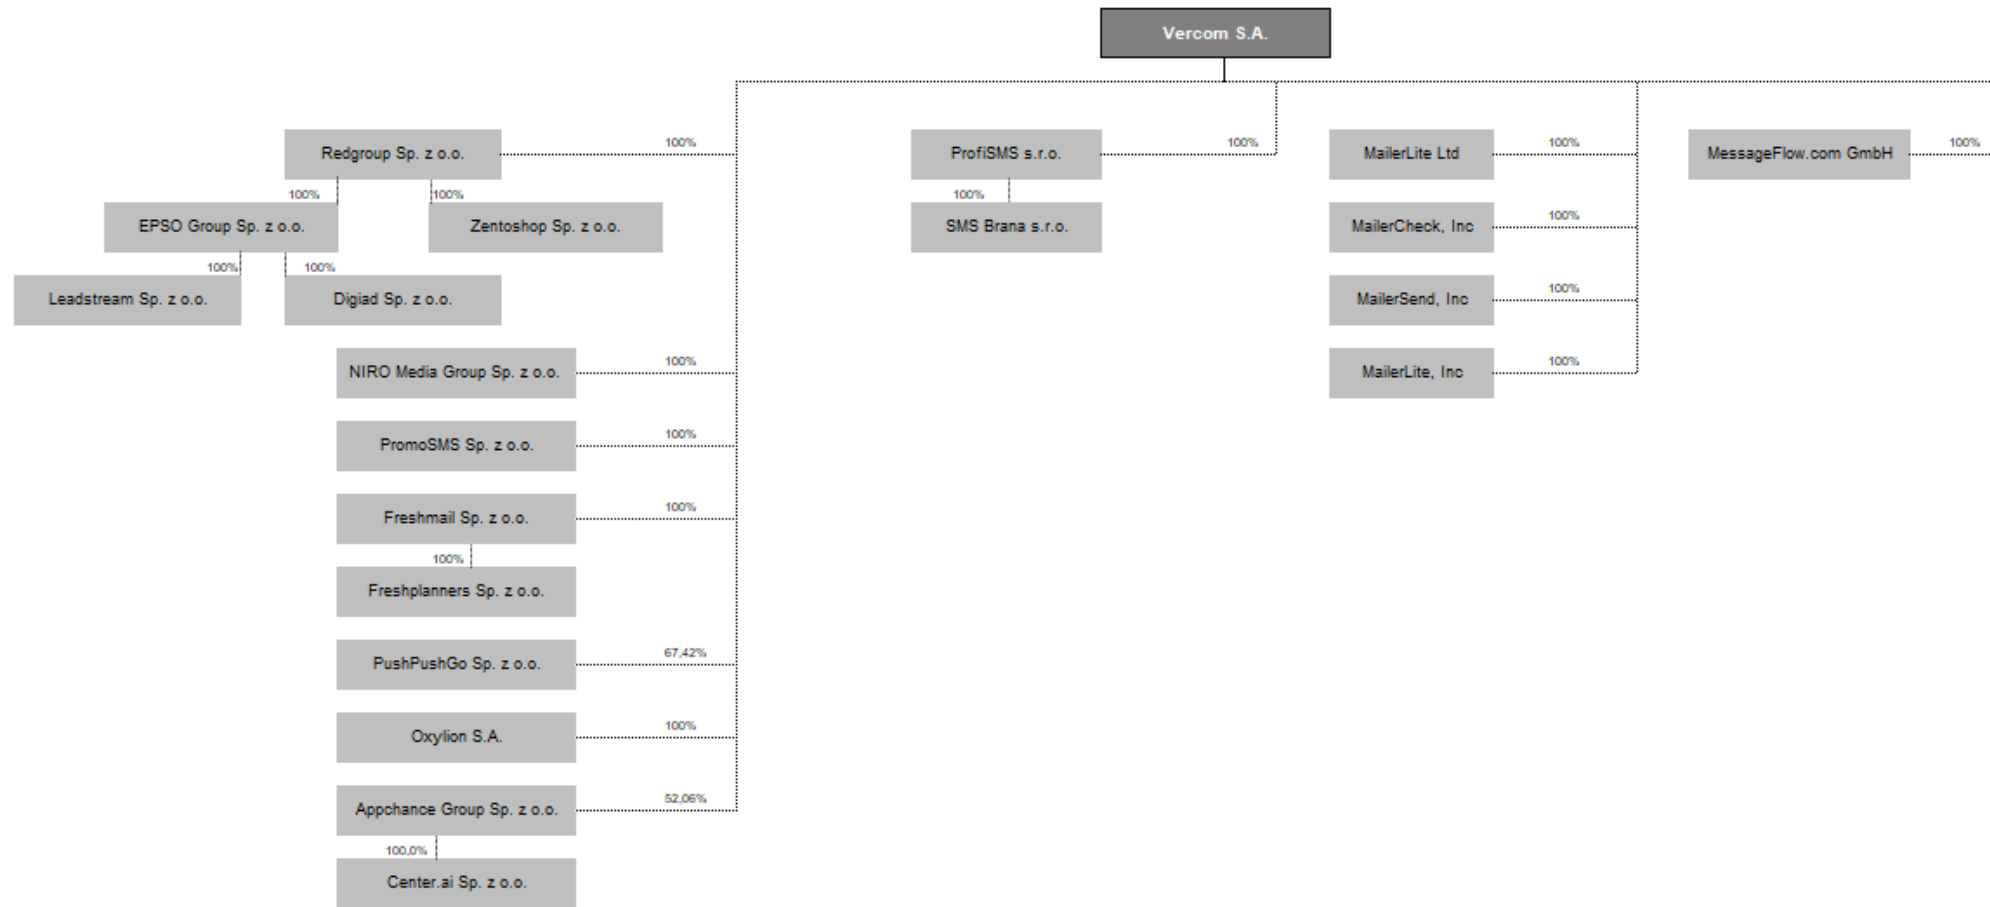 Vercom S.A.
Redgroup Sp. z o.o.
100%
ProfiSMS s.r.o.
100%
MailerLite Ltd
100%
MessageFlow.com GmbH
100%
100%
100%
100%
EPSO Group Sp. z o.o.
Zentoshop Sp. z o.o.
SMS Brana s.r.o.
MailerCheck, Inc
100%
100%
100%
Leadstream Sp. z o.o.
Digiad Sp. z o.o.
MailerSend, Inc
100%
NIRO Media Group Sp. z o.o.
100%
MailerLite, Inc
100%
PromoSMS Sp. z o.o.
100%
Freshmail Sp. z o.o.
100%
100%
Freshplanners Sp. z o.o.
PushPushGo Sp. z o.o.
67,42%
Oxylion S.A.
100%
Appchance Group Sp. z o.o.
52,06%
100,0%
Center.ai Sp. z o.o.